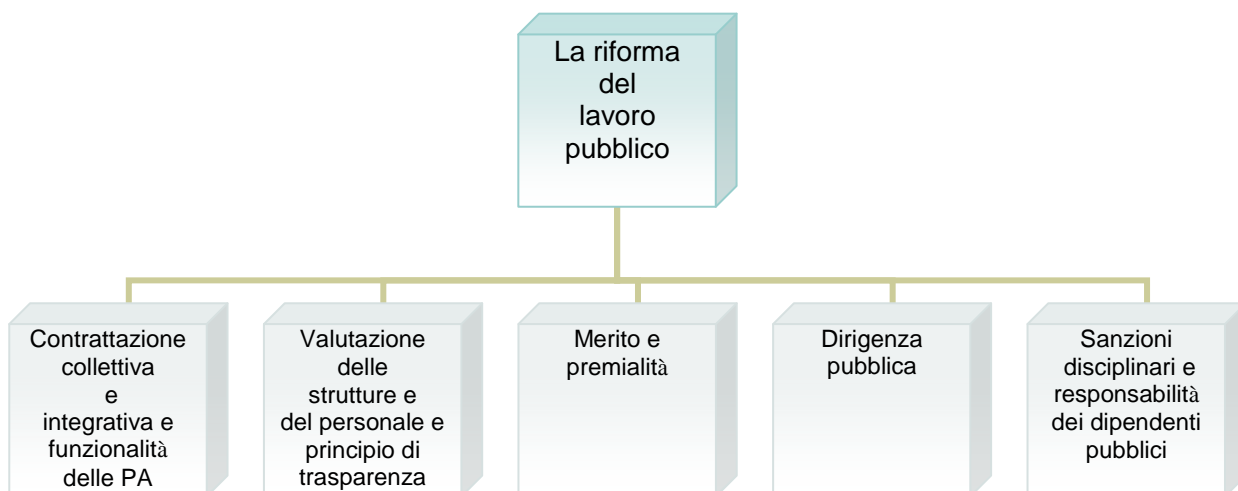 La riforma
del
lavoro
pubblico
Contrattazione
collettiva
e
integrativa e
funzionalità
delle PA
Valutazione
delle
strutture e
del personale e
principio di
trasparenza
Merito e
premialità
Dirigenza
pubblica
Sanzioni
disciplinari e
responsabilità
dei dipendenti
pubblici